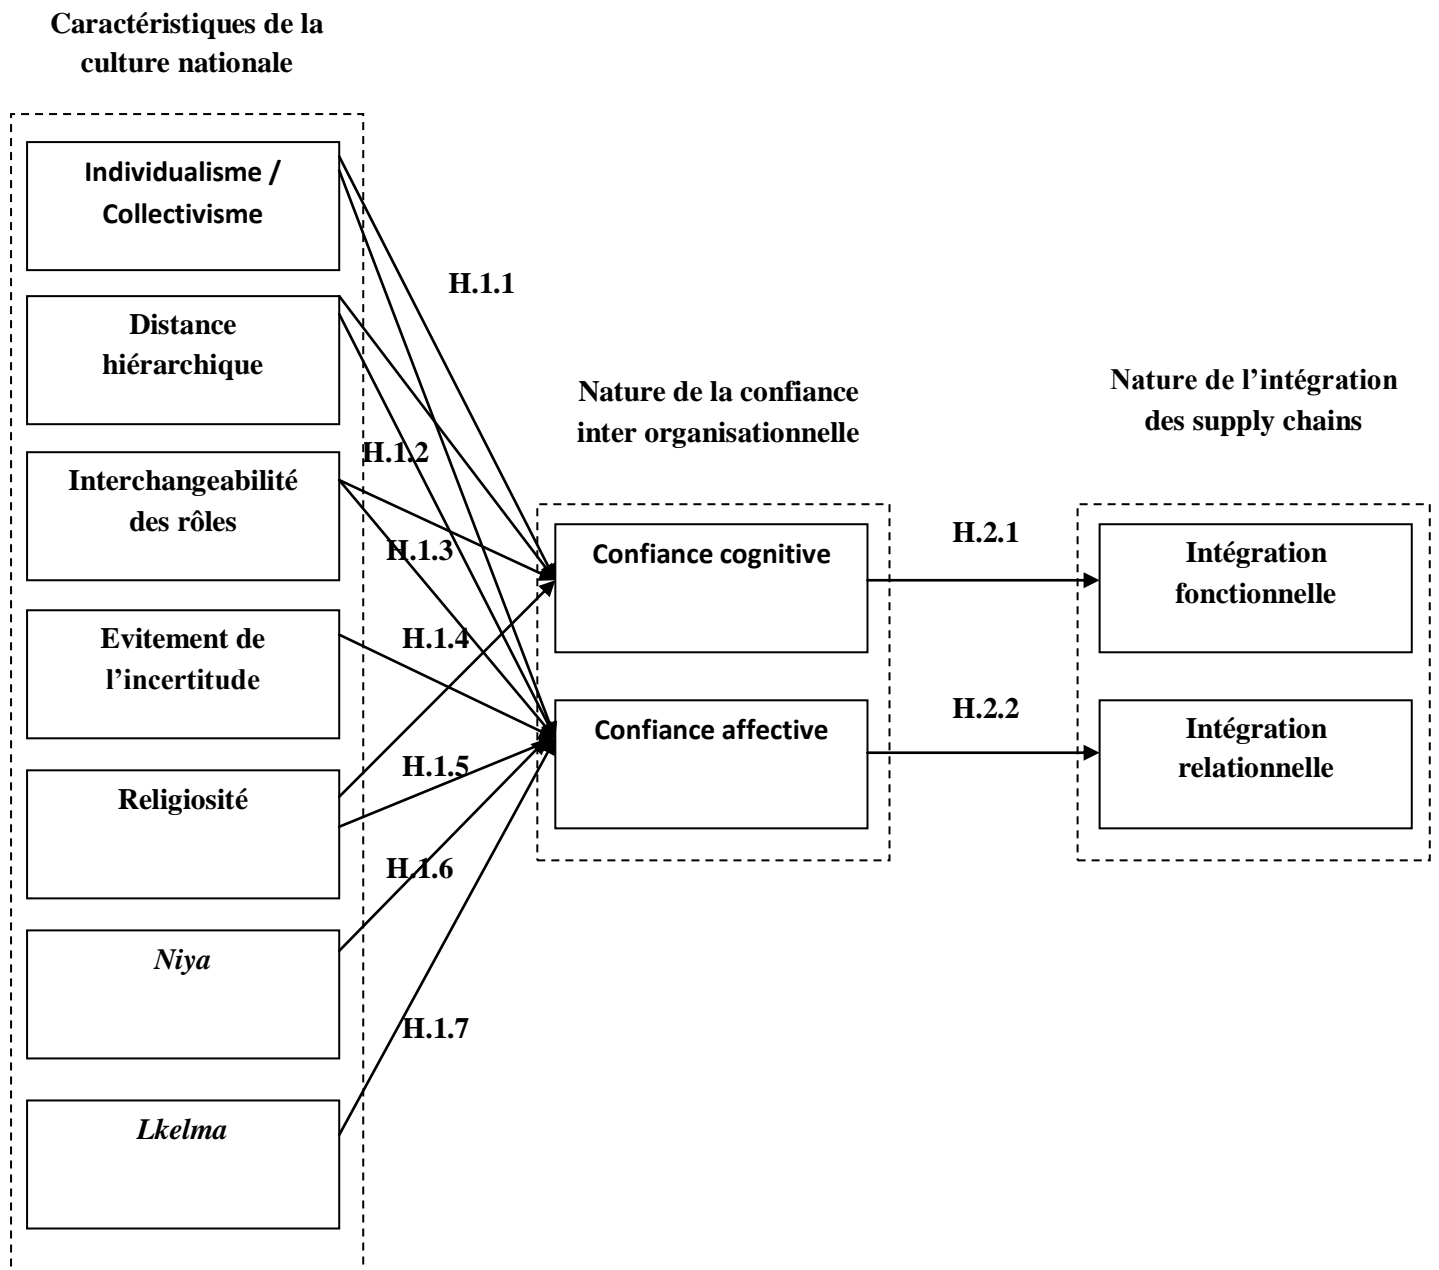 Caractéristiques de la
culture nationale
Individualisme /
Collectivisme
H.1.1
Distance
hiérarchique
Nature de la confiance
inter organisationnelle
Nature de l’intégration
des supply chains
H.1.2
Interchangeabilité
des rôles
H.1.3
Confiance cognitive
H.2.1
Intégration
fonctionnelle
Evitement de
l’incertitude
H.1.4
Confiance affective
H.2.2
Intégration
relationnelle
Religiosité
H.1.5
H.1.6
Niya
H.1.7
Lkelma